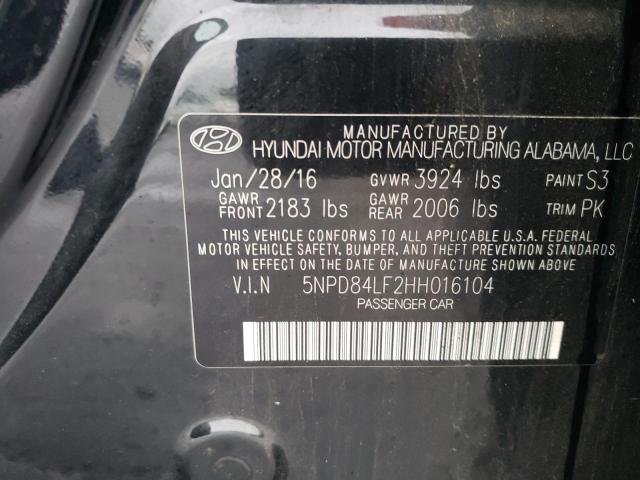 MANUFACTURED BY
HYUNDAI MOTOR MANUFACTURING ALABAMA, LLC
Jan/28/16 GVWR 3924 lbs PAINT S3
GAWR FRONT 2183 lbs GAWR REAR 2006 lbs TRIM PK
THIS VEHICLE CONFORMS TO ALL APPLICABLE U.S.A. FEDERAL
MOTOR VEHICLE SAFETY, BUMPER, AND THEFT PREVENTION STANDARDS
IN EFFECT ON THE DATE OF MANUFACTURE SHOWN ABOVE
V.I.N 5NPD84LF2HH016104
PASSENGER CAR